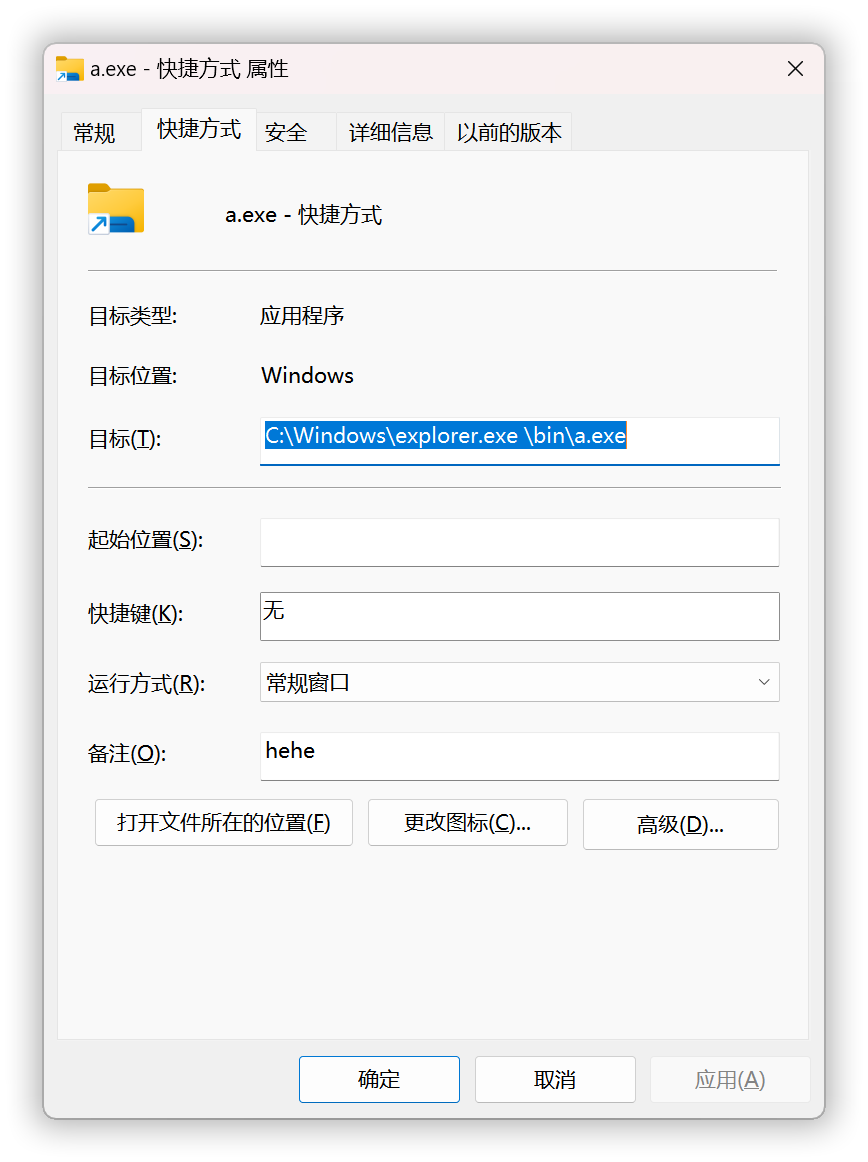 a.exe - 快捷方式 属性
常规 快捷方式 安全 详细信息 以前的版本
a.exe - 快捷方式
目标类型: 应用程序
目标位置: Windows
目标(T): C:\Windows\explorer.exe \bin\a.exe
起始位置(S):
快捷键(K): 无
运行方式(R): 常规窗口
备注(O): hehe
打开文件所在的位置(F) 更改图标(C)... 高级(D)...
确定 取消 应用(A)